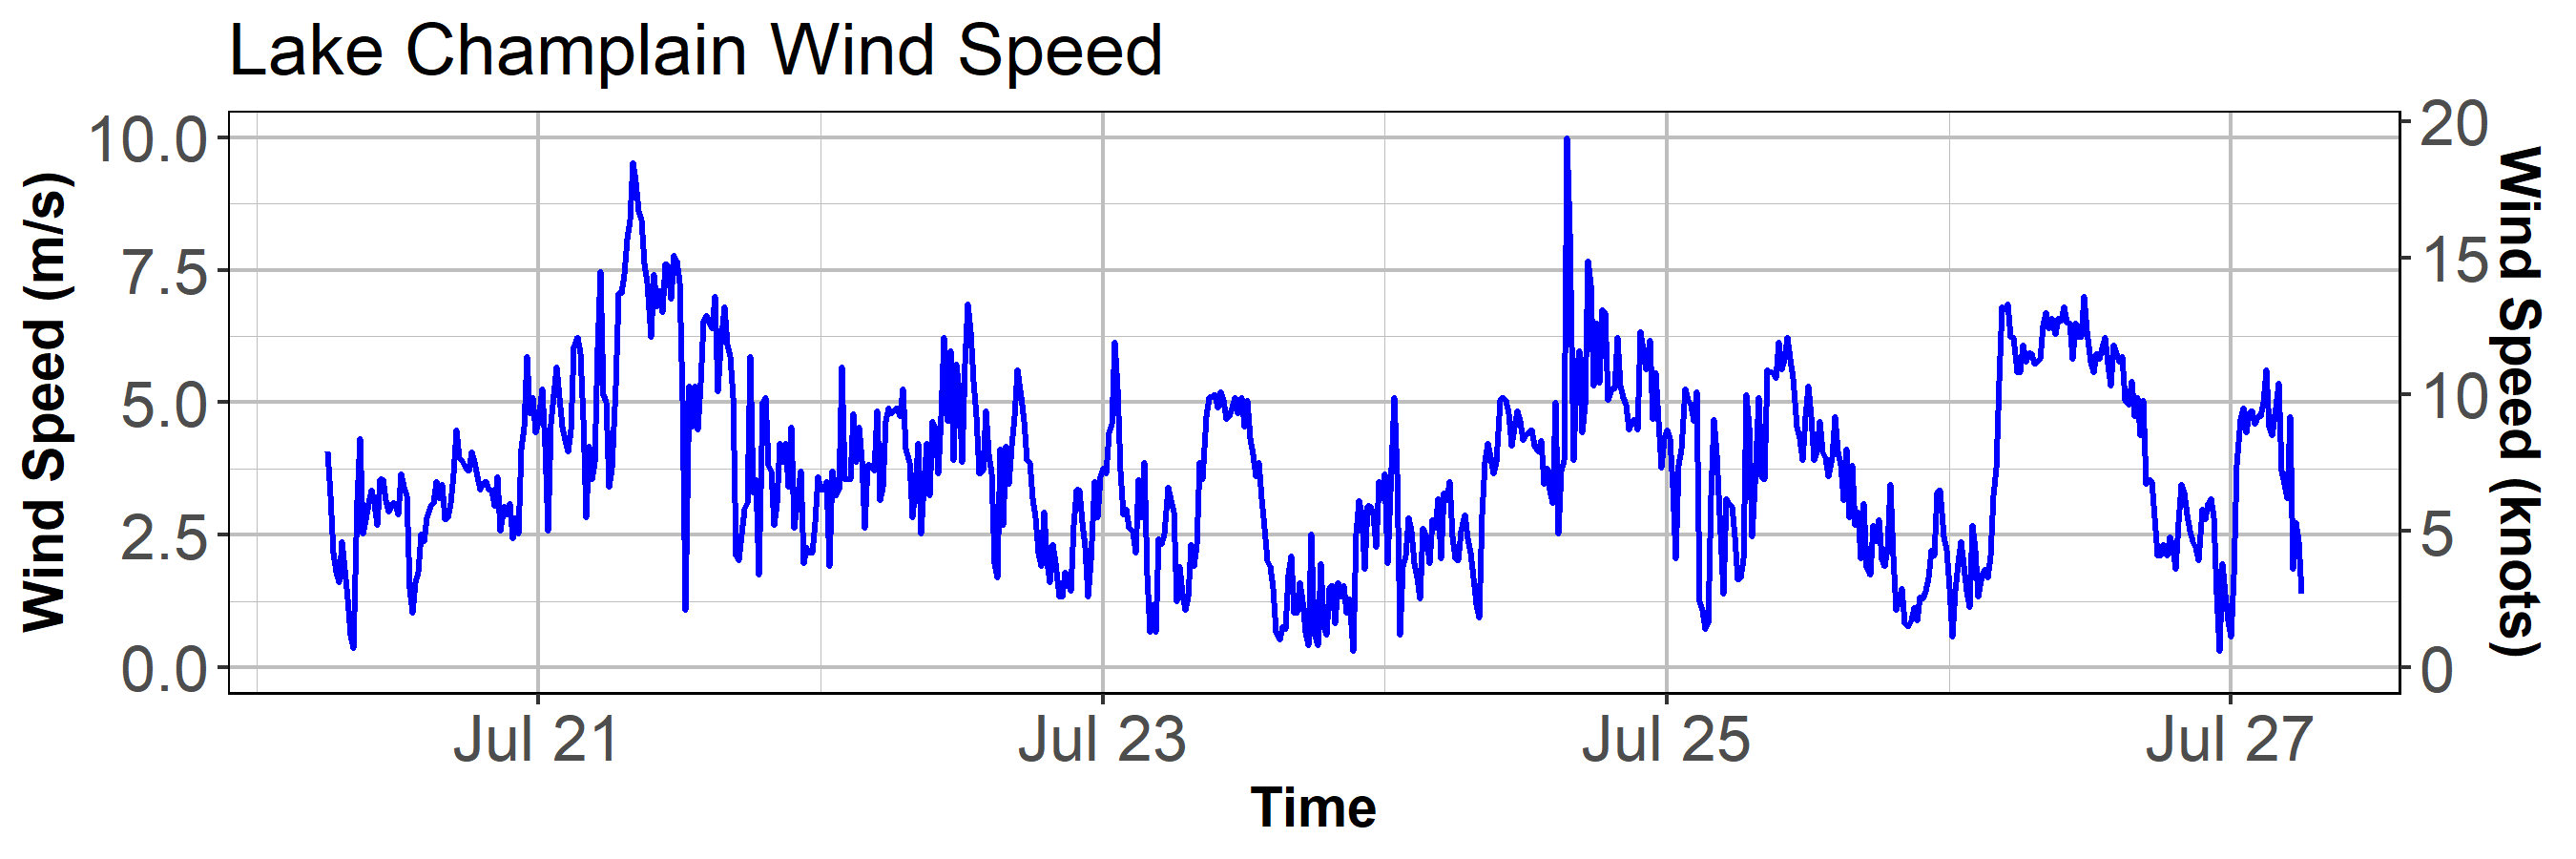 Lake Champlain Wind Speed
Wind Speed (m/s)
10.0
7.5
5.0
2.5
0.0
20
15
10
5
0
Wind Speed (knots)
Jul 21
Jul 23
Jul 25
Jul 27
Time